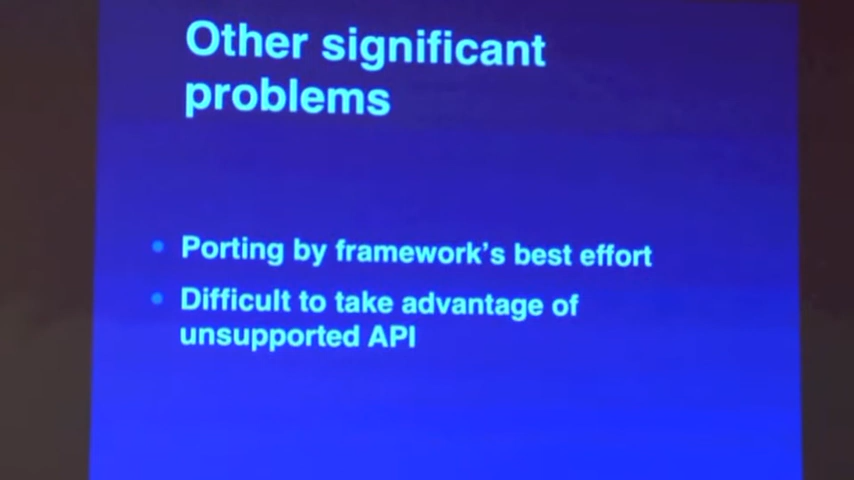 Other significant
problems
• Porting by framework's best effort
• Difficult to take advantage of
unsupported API